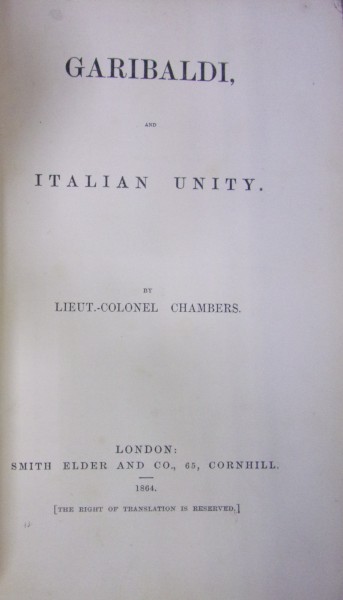 GARIBALDI,
AND
ITALIAN UNITY.
BY
LIEUT.-COLONEL CHAMBERS.
LONDON:
SMITH ELDER AND CO., 65, CORNHILL.
1864.
[THE RIGHT OF TRANSLATION IS RESERVED.]